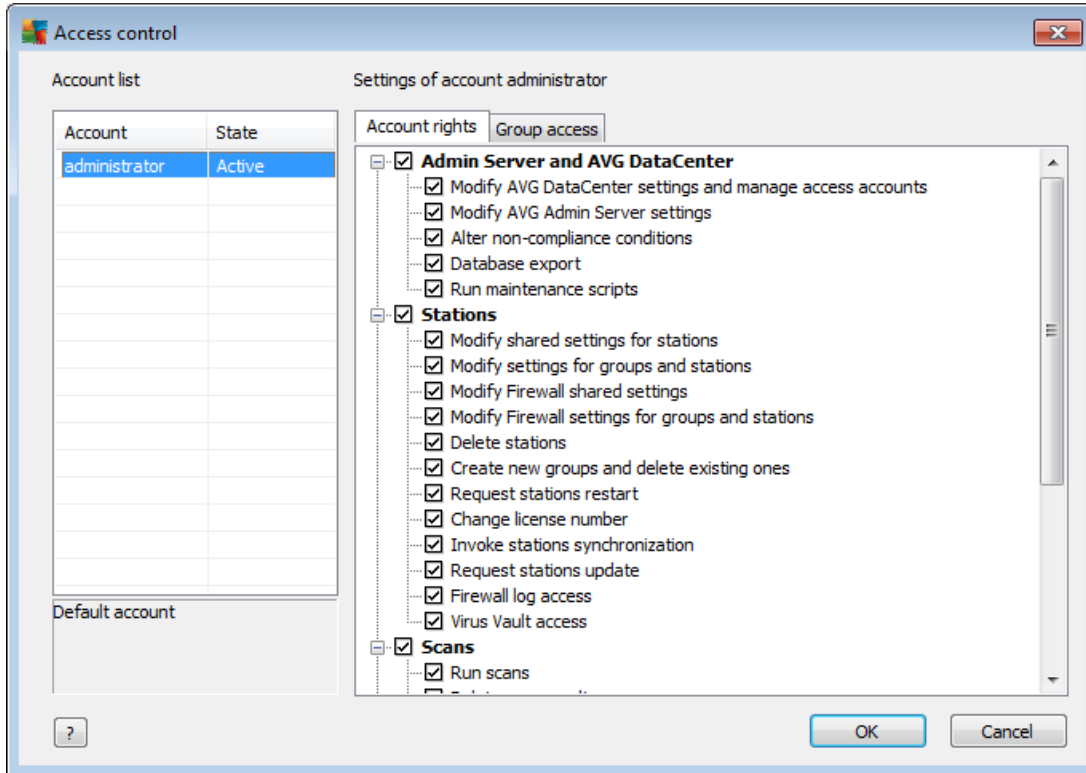 Access control
Account list
Settings of account administrator
Account State
administrator Active
Default account
Account rights Group access
Admin Server and AVG DataCenter
Modify AVG DataCenter settings and manage access accounts
Modify AVG Admin Server settings
Alter non-compliance conditions
Database export
Run maintenance scripts
Stations
Modify shared settings for stations
Modify settings for groups and stations
Modify Firewall shared settings
Modify Firewall settings for groups and stations
Delete stations
Create new groups and delete existing ones
Request stations restart
Change license number
Invoke stations synchronization
Request stations update
Firewall log access
Virus Vault access
Scans
Run scans
?
OK
Cancel